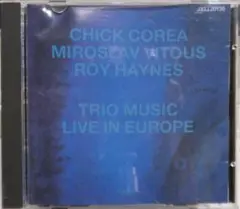 CHICK COREA
MIROSLAV VITOUS
ROY HAYNES
TRIO MUSIC
LIVE IN EUROPE